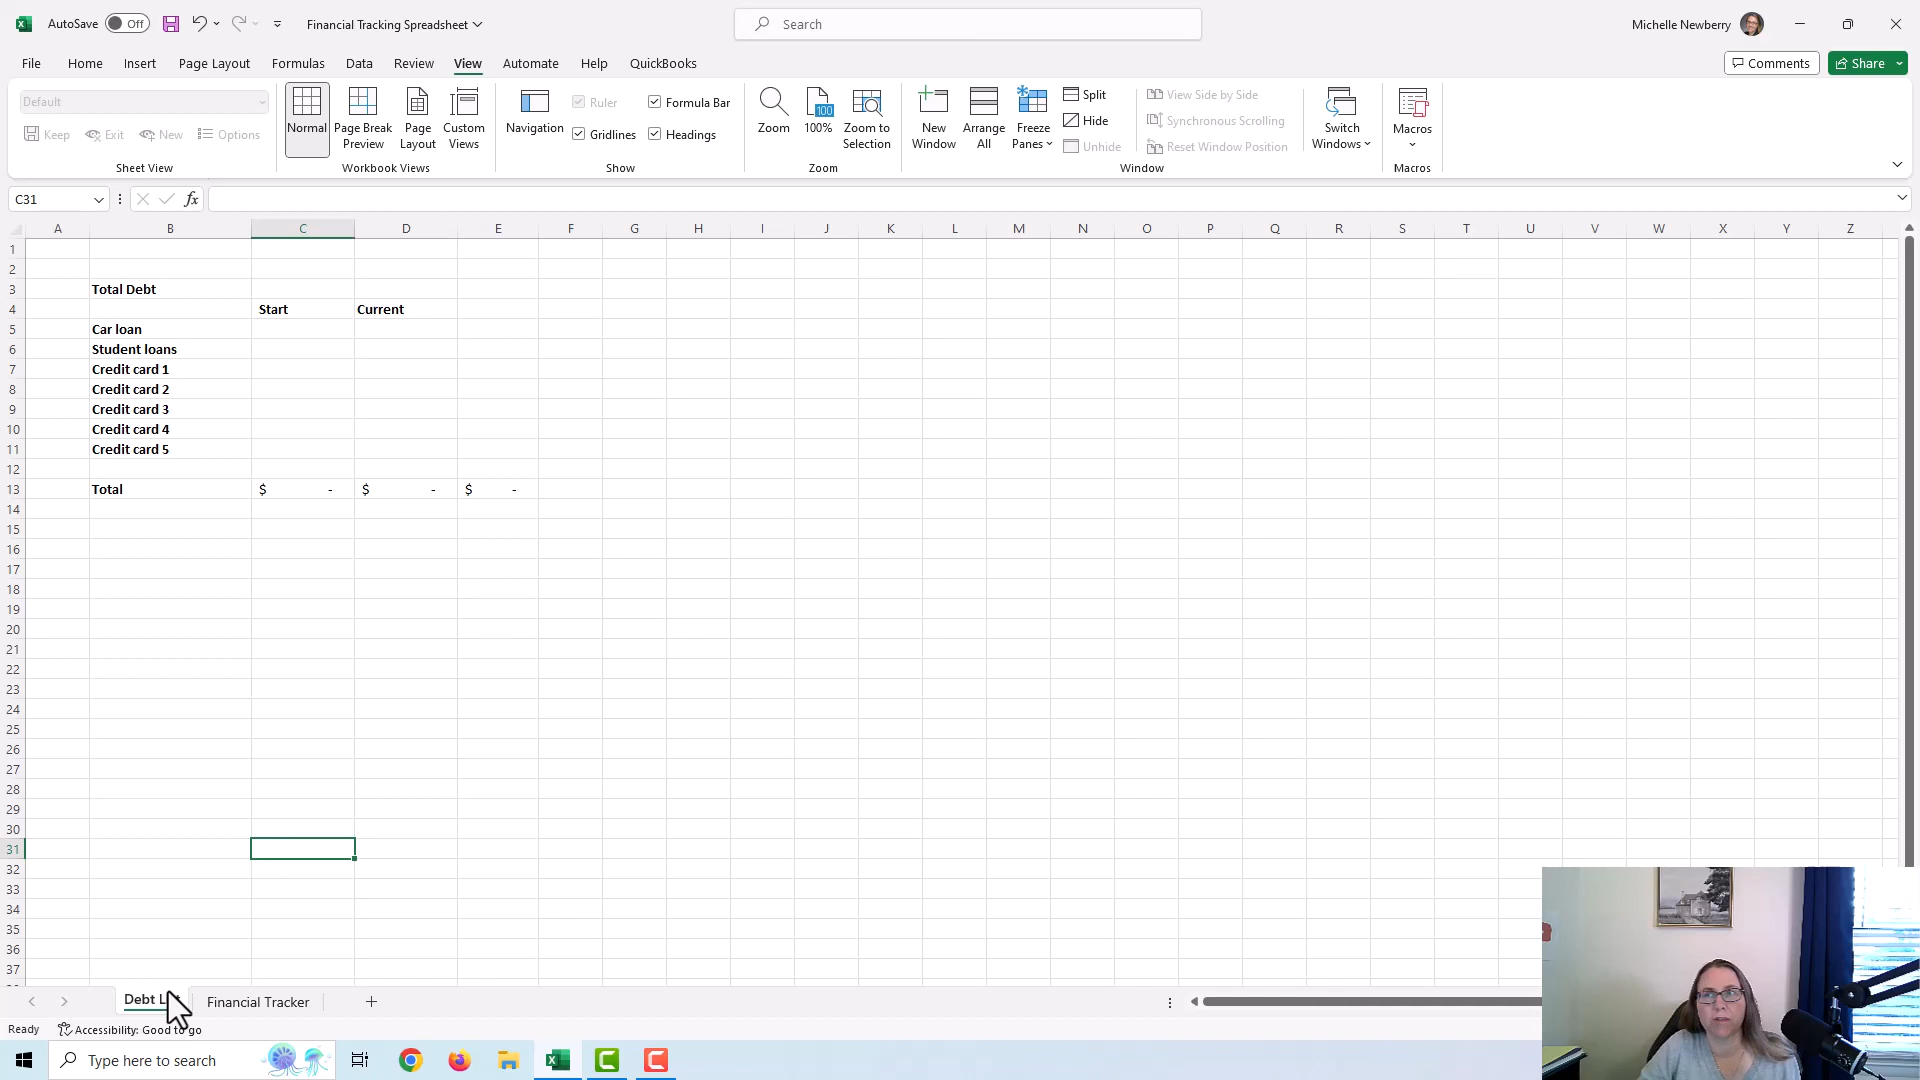 AutoSave Off Financial Tracking Spreadsheet Search Michelle Newberry
File Home Insert Page Layout Formulas Data Review View Automate Help QuickBooks Comments Share
Default
Keep Exit New Options
Sheet View
Normal Page Break Preview Page Layout Custom Views
Workbook Views
Navigation Ruler Formula Bar
Gridlines Headings
Show
Zoom 100 100% Zoom to Selection
Zoom
New Window Arrange All Freeze Panes Split
Hide
Unhide
View Side by Side
Synchronous Scrolling
Reset Window Position
Switch Windows
Window
Macros
Macros
C31 fx
A B C D E F G H I J K L M N O P Q R S T U V W X Y Z
1
2
3 Total Debt
4 Start Current
5 Car loan
6 Student loans
7 Credit card 1
8 Credit card 2
9 Credit card 3
10 Credit card 4
11 Credit card 5
12
13 Total $ - $ - $ -
14
15
16
17
18
19
20
21
22
23
24
25
26
27
28
29
30
31
32
33
34
35
36
37
Debt Financial Tracker
Ready Accessibility: Good to go
Type here to search